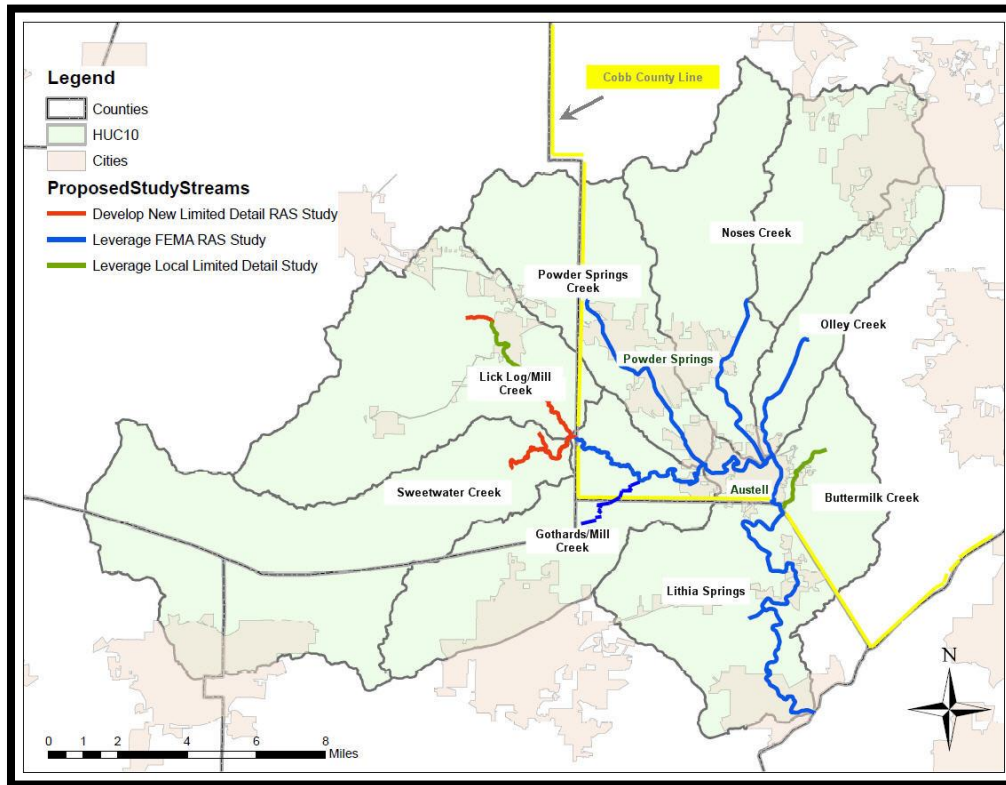 Legend
Counties
HUC10
Cities
ProposedStudyStreams
Develop New Limited Detail RAS Study
Leverage FEMA RAS Study
Leverage Local Limited Detail Study
Cobb County Line
Noses Creek
Powder Springs
Creek
Olley Creek
Powder Springs
Lick Log/Mill
Creek
Sweetwater Creek
Austell
Buttermilk Creek
Gothards/Mill
Creek
Lithia Springs
N
0 1 2 4 6 8
Miles